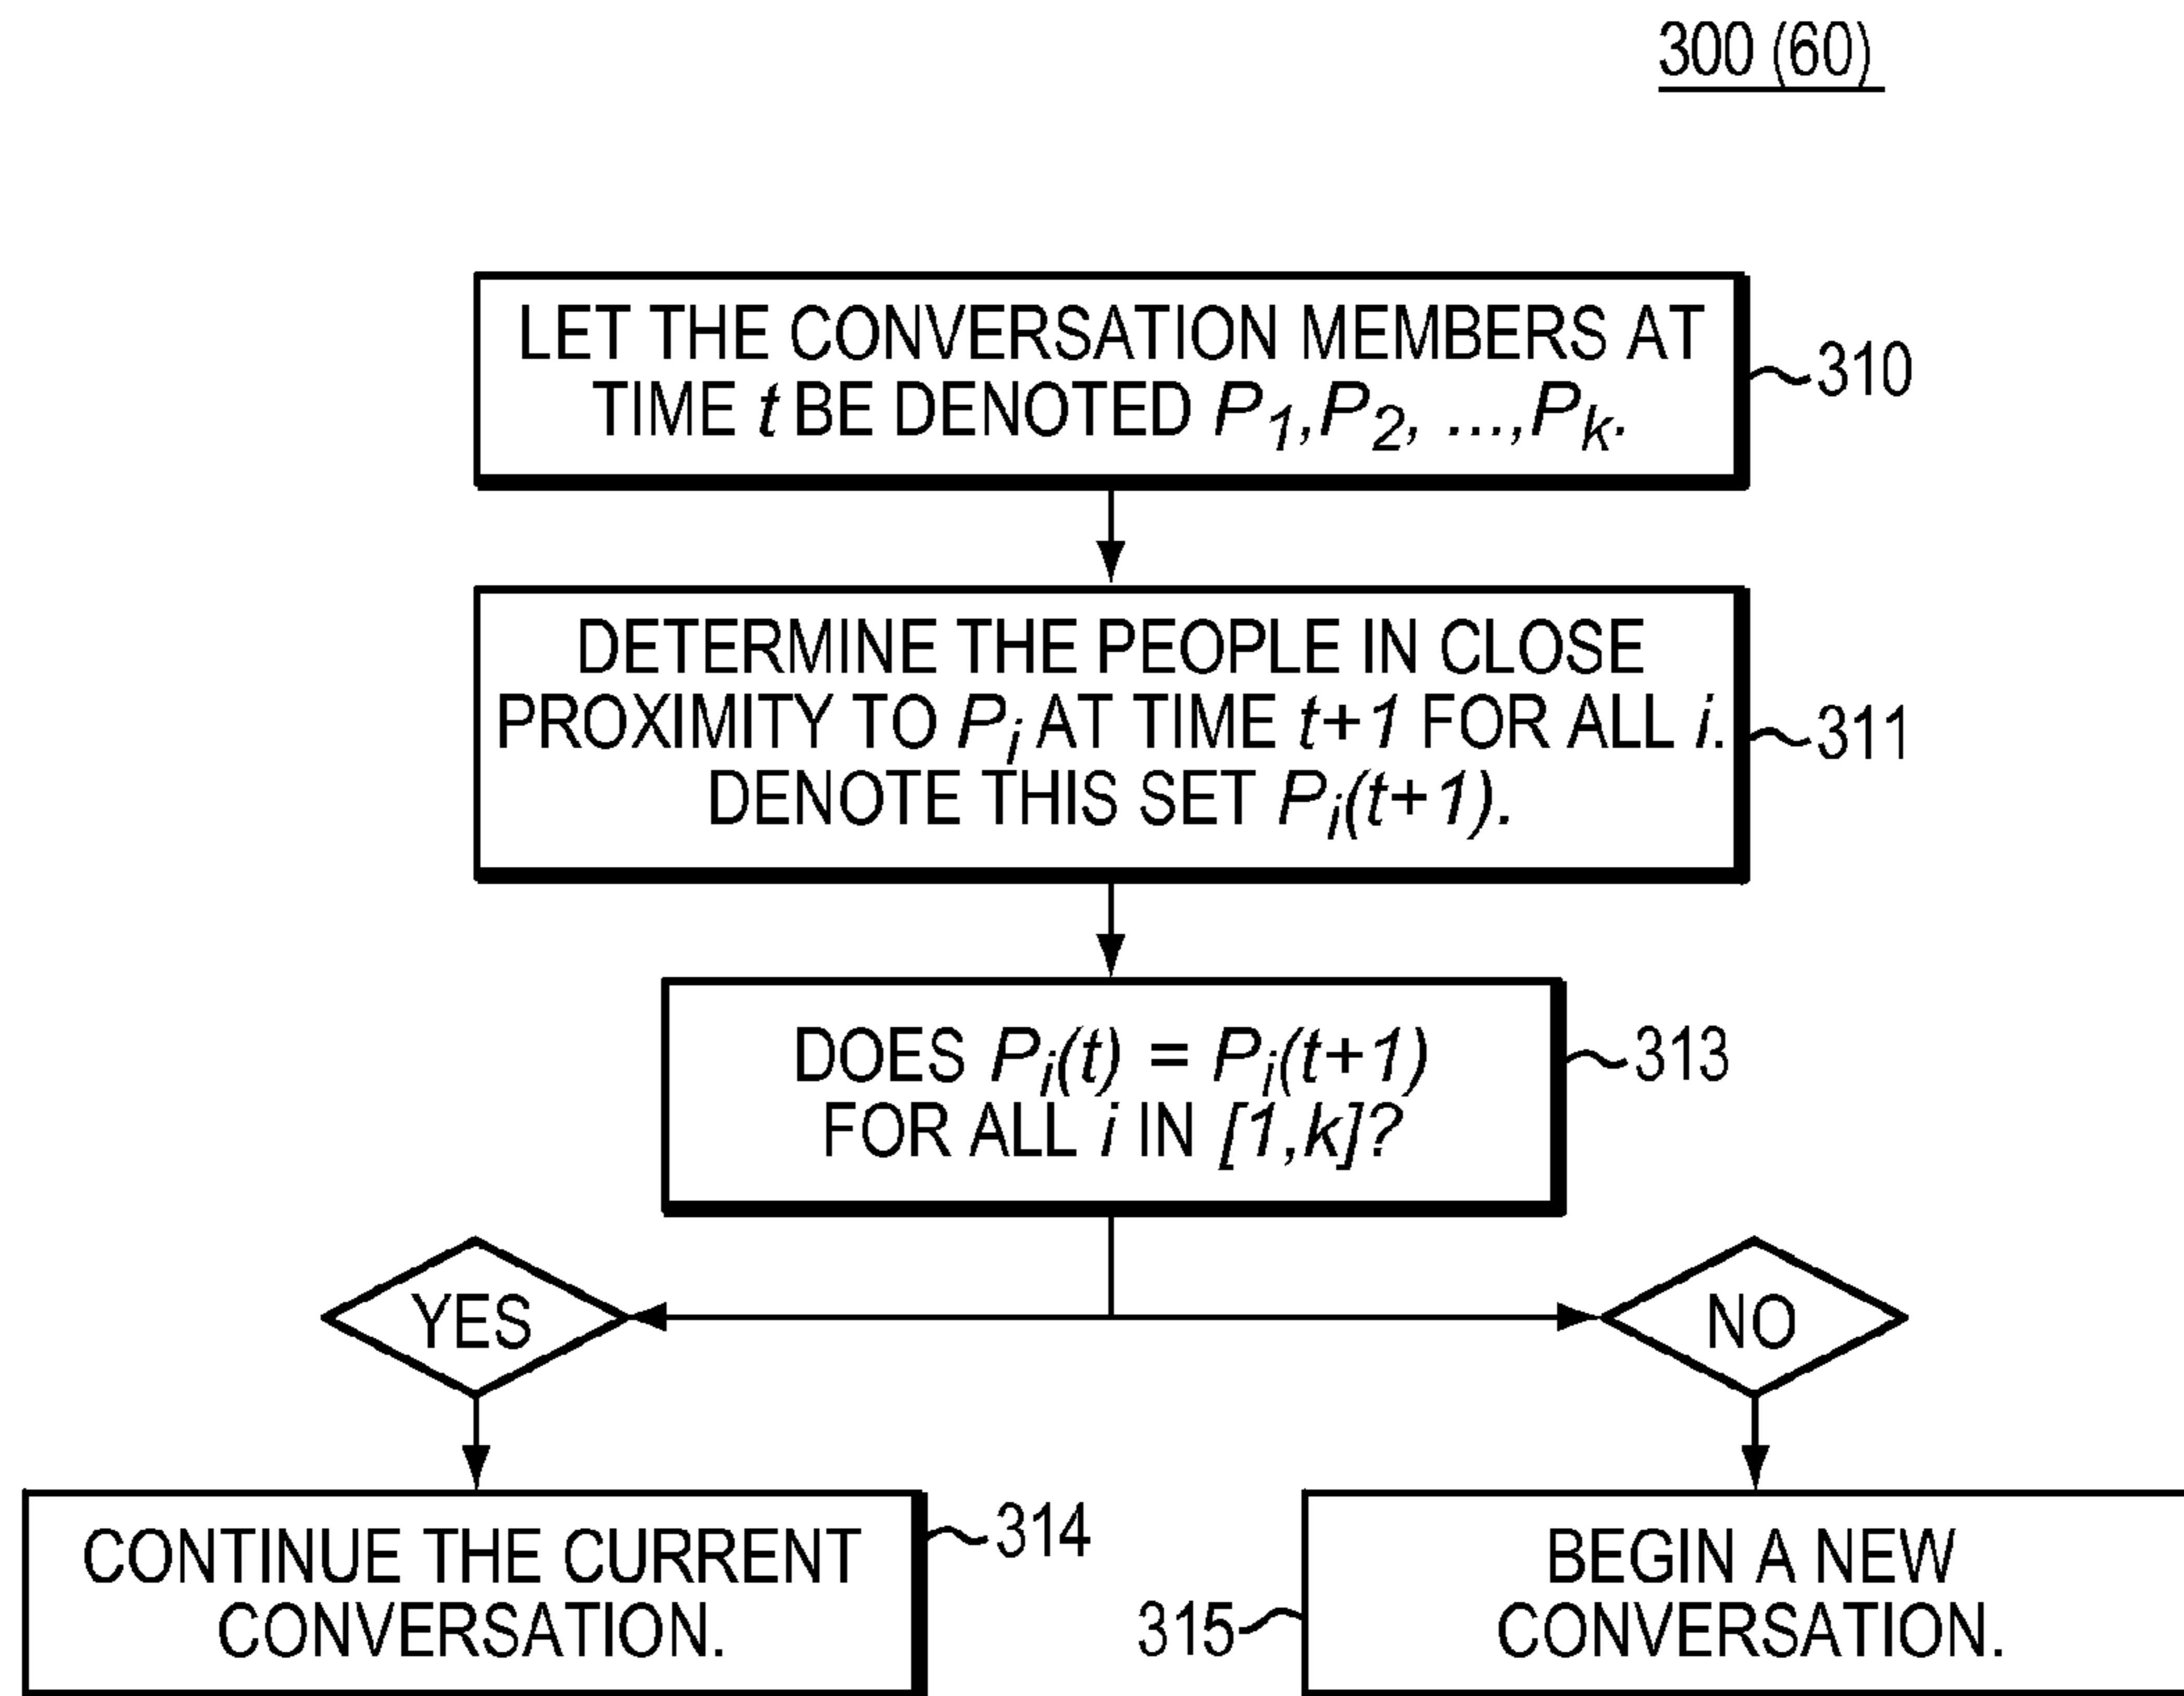 300 (60)
LET THE CONVERSATION MEMBERS AT
TIME t BE DENOTED P1,P2, ...,Pk.
310
DETERMINE THE PEOPLE IN CLOSE
PROXIMITY TO Pi AT TIME t+1 FOR ALL i.
DENOTE THIS SET Pi(t+1).
311
DOES Pi(t) = Pi(t+1)
FOR ALL i IN [1,k]?
313
YES
NO
CONTINUE THE CURRENT
CONVERSATION.
314
315
BEGIN A NEW
CONVERSATION.